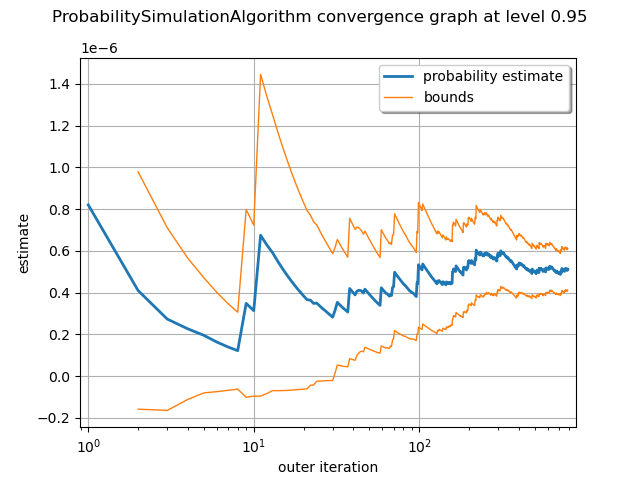 ProbabilitySimulationAlgorithm convergence graph at level 0.95
1e−6
probability estimate
bounds
1.4
1.2
1.0
0.8
0.6
0.4
0.2
0.0
−0.2
estimate
10⁰
10¹
10²
outer iteration